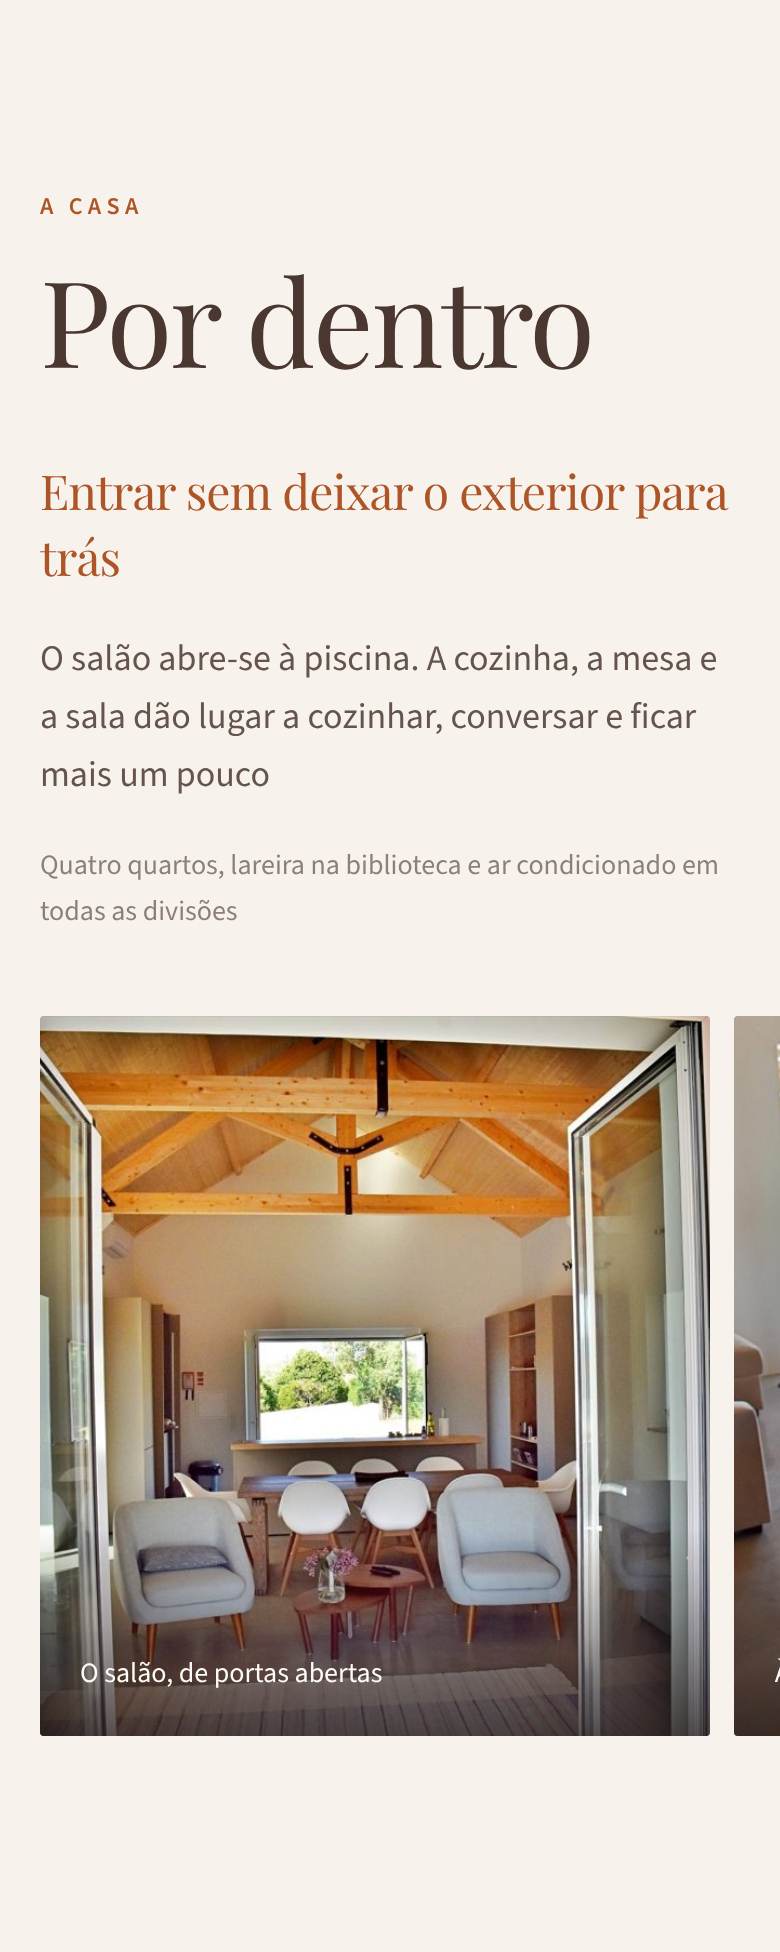 A CASA
Por dentro
Entrar sem deixar o exterior para
trás
O salão abre-se à piscina. A cozinha, a mesa e
a sala dão lugar a cozinhar, conversar e ficar
mais um pouco
Quatro quartos, lareira na biblioteca e ar condicionado em
todas as divisões
O salão, de portas abertas